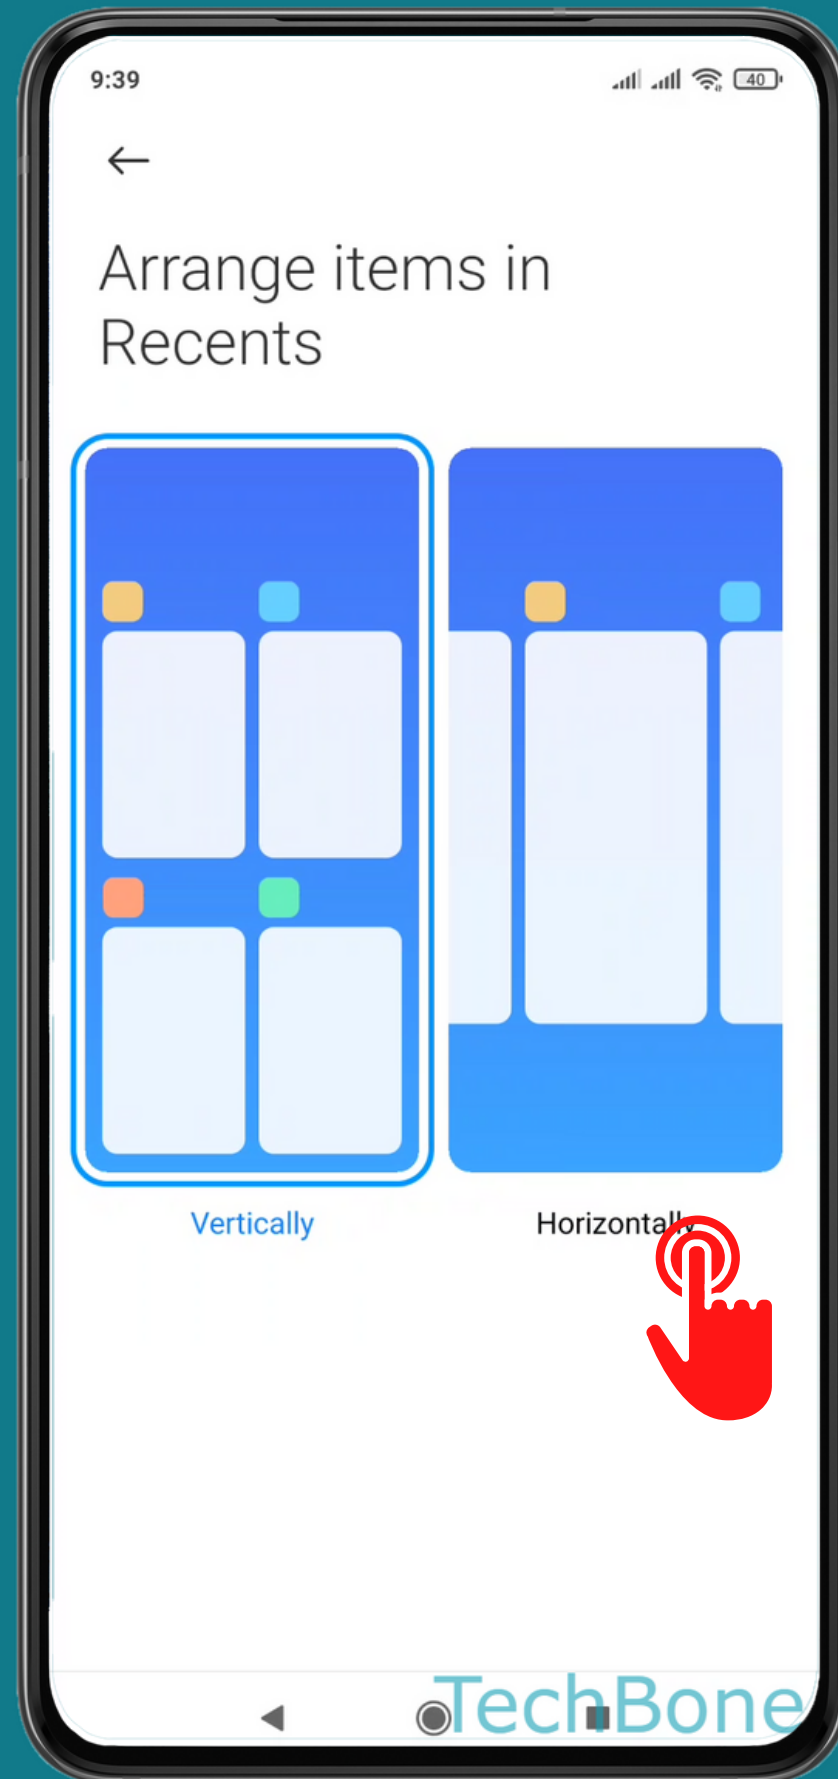 9:39
40
Arrange items in
Recents
Vertically
Horizontally
TechBone